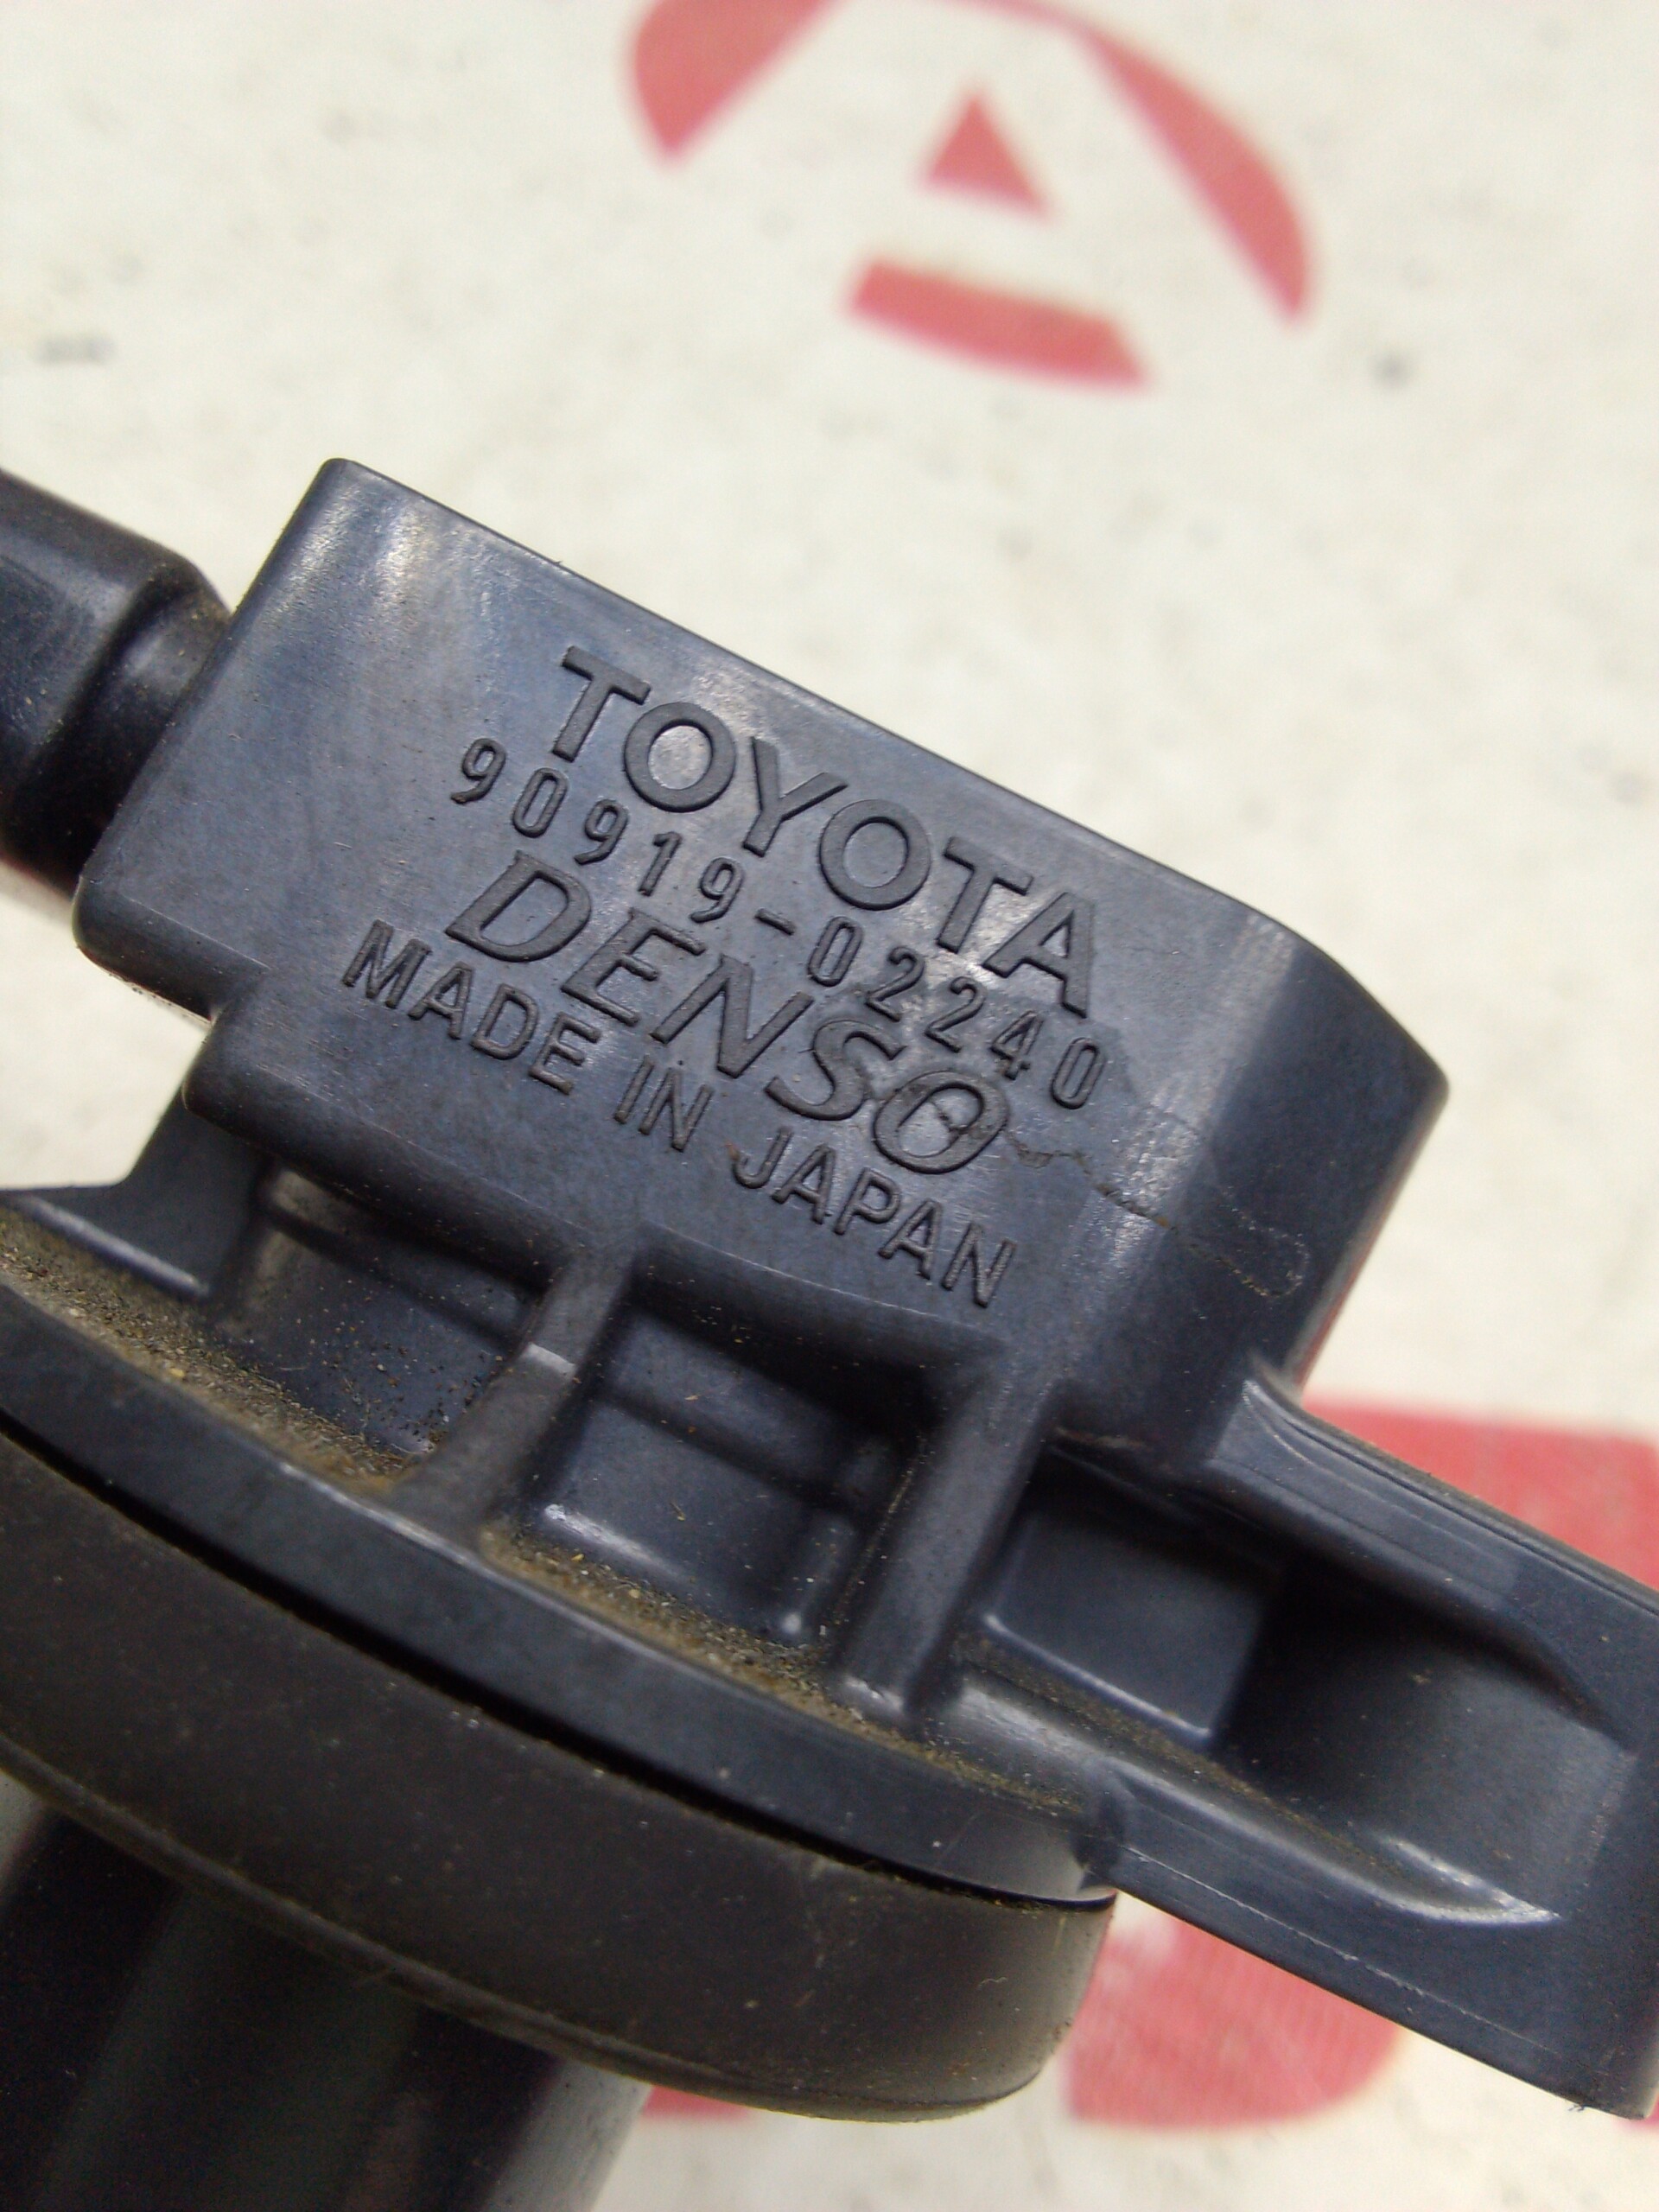 TOYOTA
90919-02240
DENSO
MADE IN JAPAN